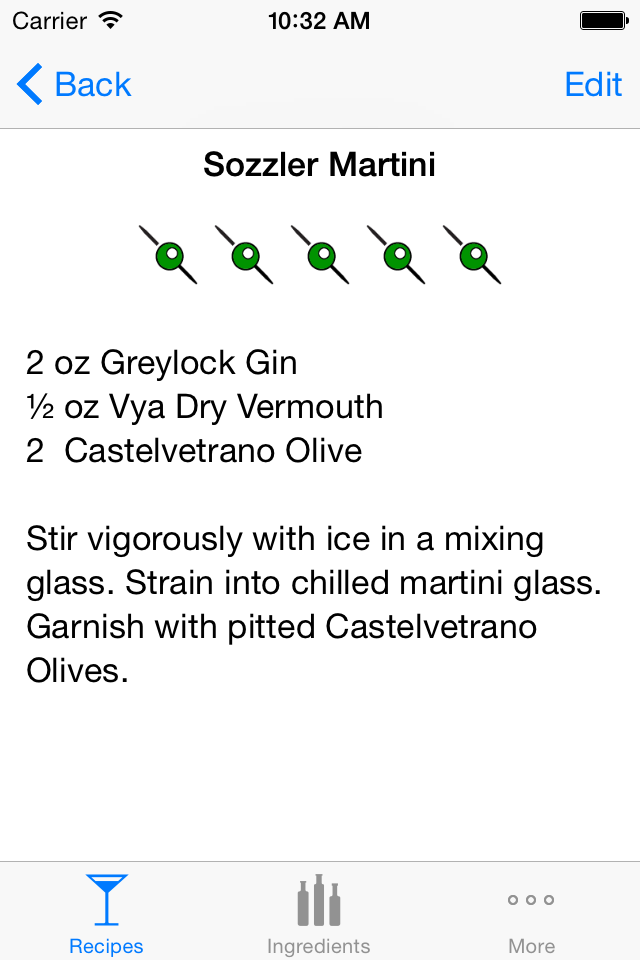 Carrier 10:32 AM
Back Edit
Sozzler Martini
2 oz Greylock Gin
½ oz Vya Dry Vermouth
2  Castelvetrano Olive
Stir vigorously with ice in a mixing
glass. Strain into chilled martini glass.
Garnish with pitted Castelvetrano
Olives.
Recipes Ingredients More